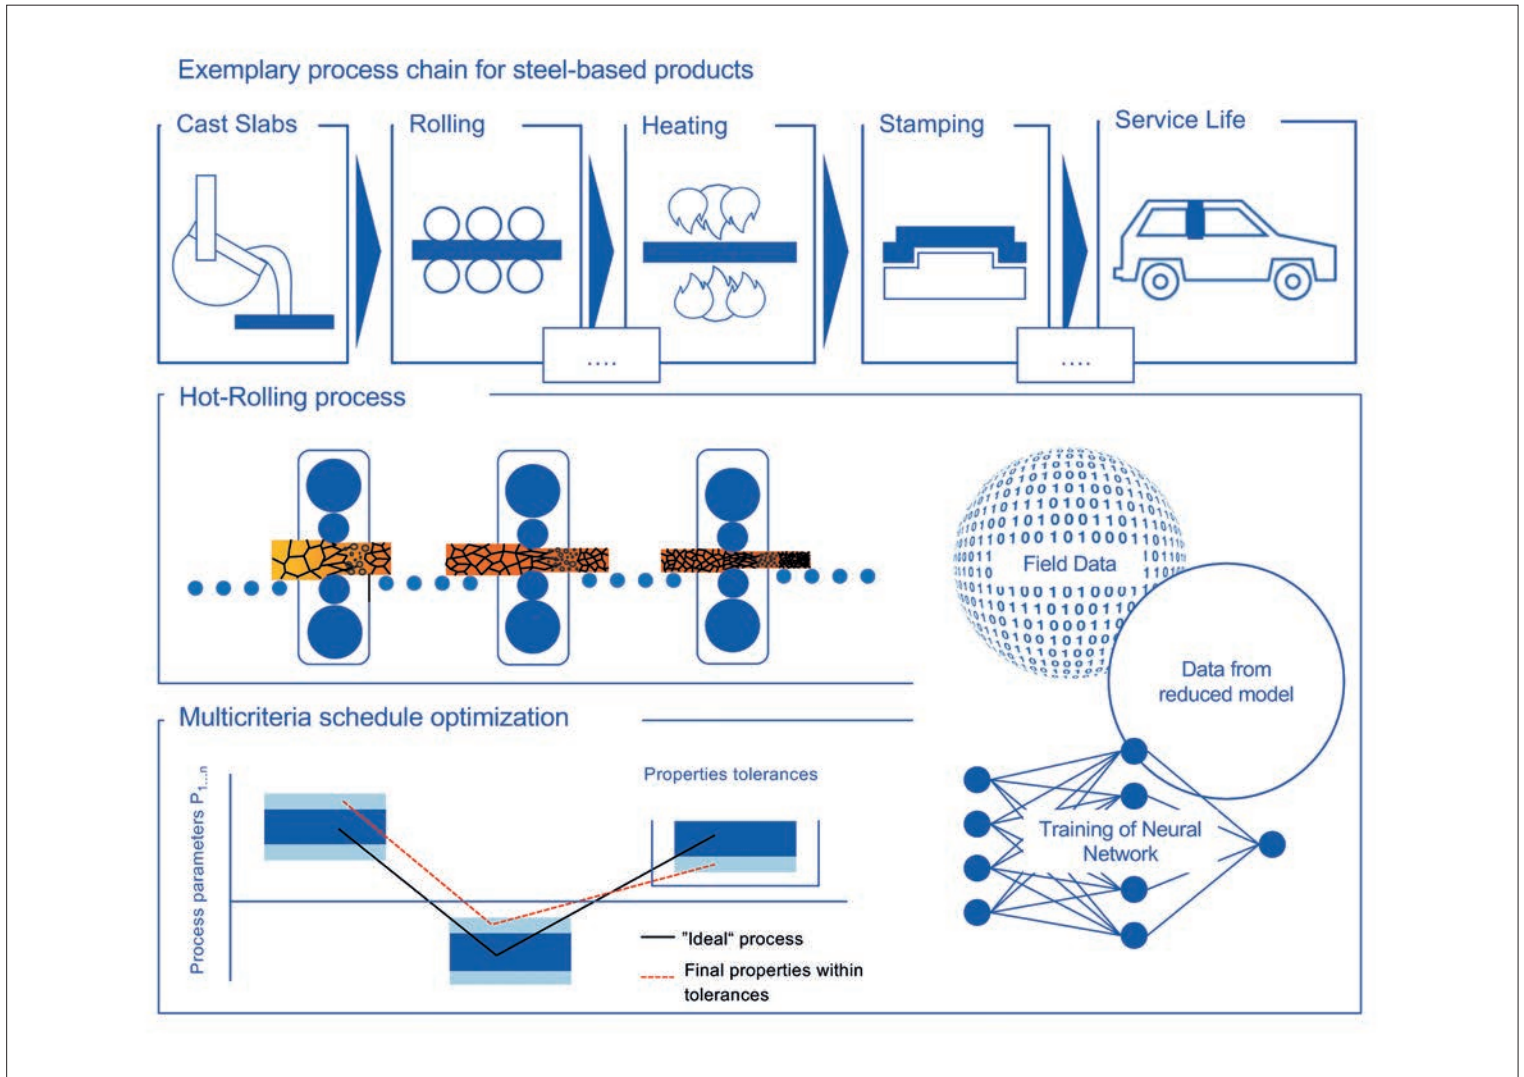 Exemplary process chain for steel-based products
Cast Slabs
Rolling
Heating
Stamping
Service Life
....
....
Hot-Rolling process
Field Data
Data from
reduced model
Training of Neural
Network
Multicriteria schedule optimization
Process parameters P1...n
Properties tolerances
"Ideal“ process
Final properties within
tolerances